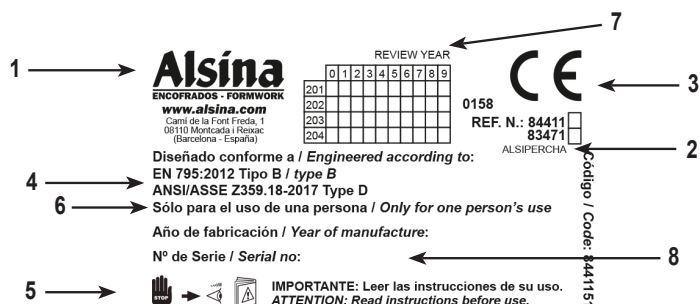 7
REVIEW YEAR
1
Alsina
ENCOFRADOS - FORMWORK
www.alsina.com
Camí de la Font Freda, 1
08110 Montcada i Reixac
(Barcelona - España)
0 1 2 3 4 5 6 7 8 9
201
202
203
204
CE
3
0158
REF. N.: 84411
83471
ALSIPERCHA
2
Código / Code: 8441151
Diseñado conforme a / Engineered according to:
4
EN 795:2012 Tipo B / type B
ANSI/ASSE Z359.18-2017 Type D
6
Sólo para el uso de una persona / Only for one person's use
Año de fabricación / Year of manufacture:
Nº de Serie / Serial no:
8
5
STOP
IMPORTANTE: Leer las instrucciones de su uso.
ATTENTION: Read instructions before use.